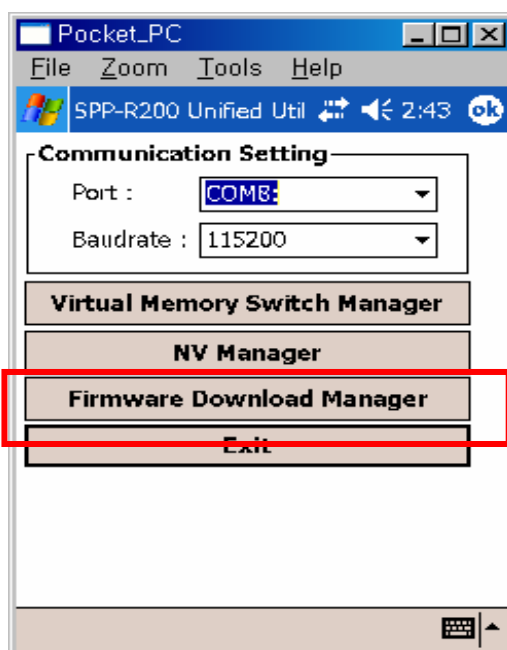 Pocket_PC
File Zoom Tools Help
SPP-R200 Unified Util 2:43 ok
Communication Setting
Port : COM8:
Baudrate : 115200
Virtual Memory Switch Manager
NV Manager
Firmware Download Manager
Exit